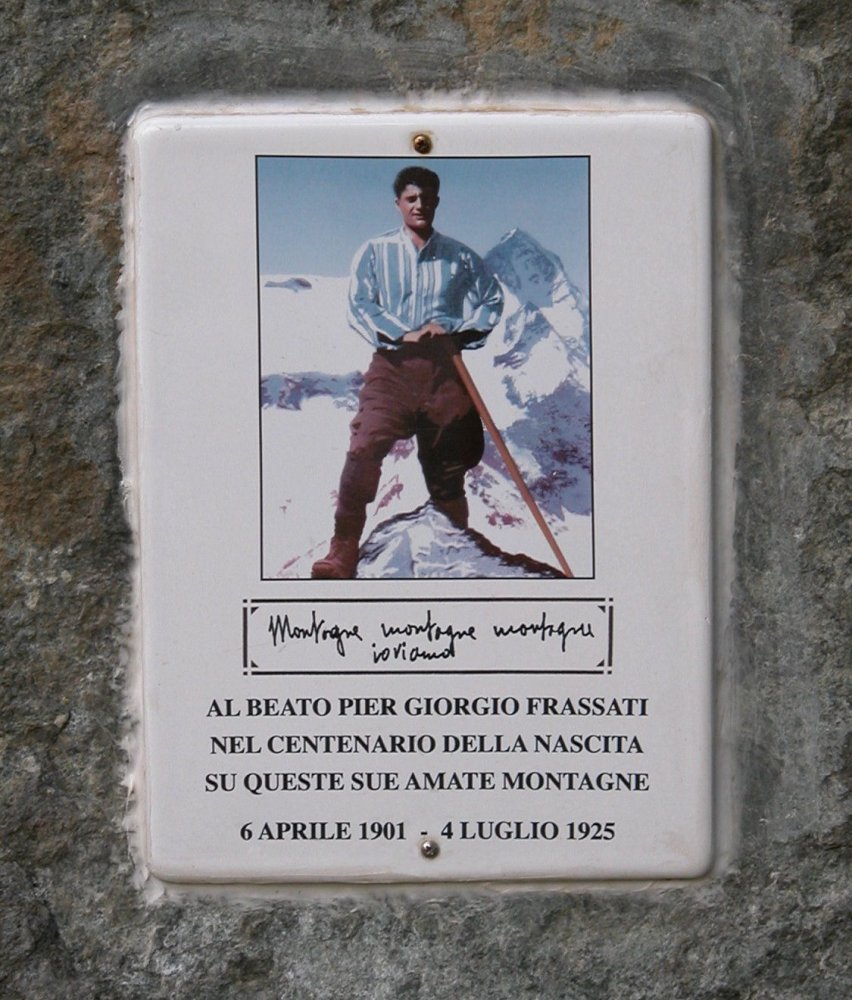 Montagne montagne montagne
io vi amo
AL BEATO PIER GIORGIO FRASSATI
NEL CENTENARIO DELLA NASCITA
SU QUESTE SUE AMATE MONTAGNE
6 APRILE 1901 - 4 LUGLIO 1925